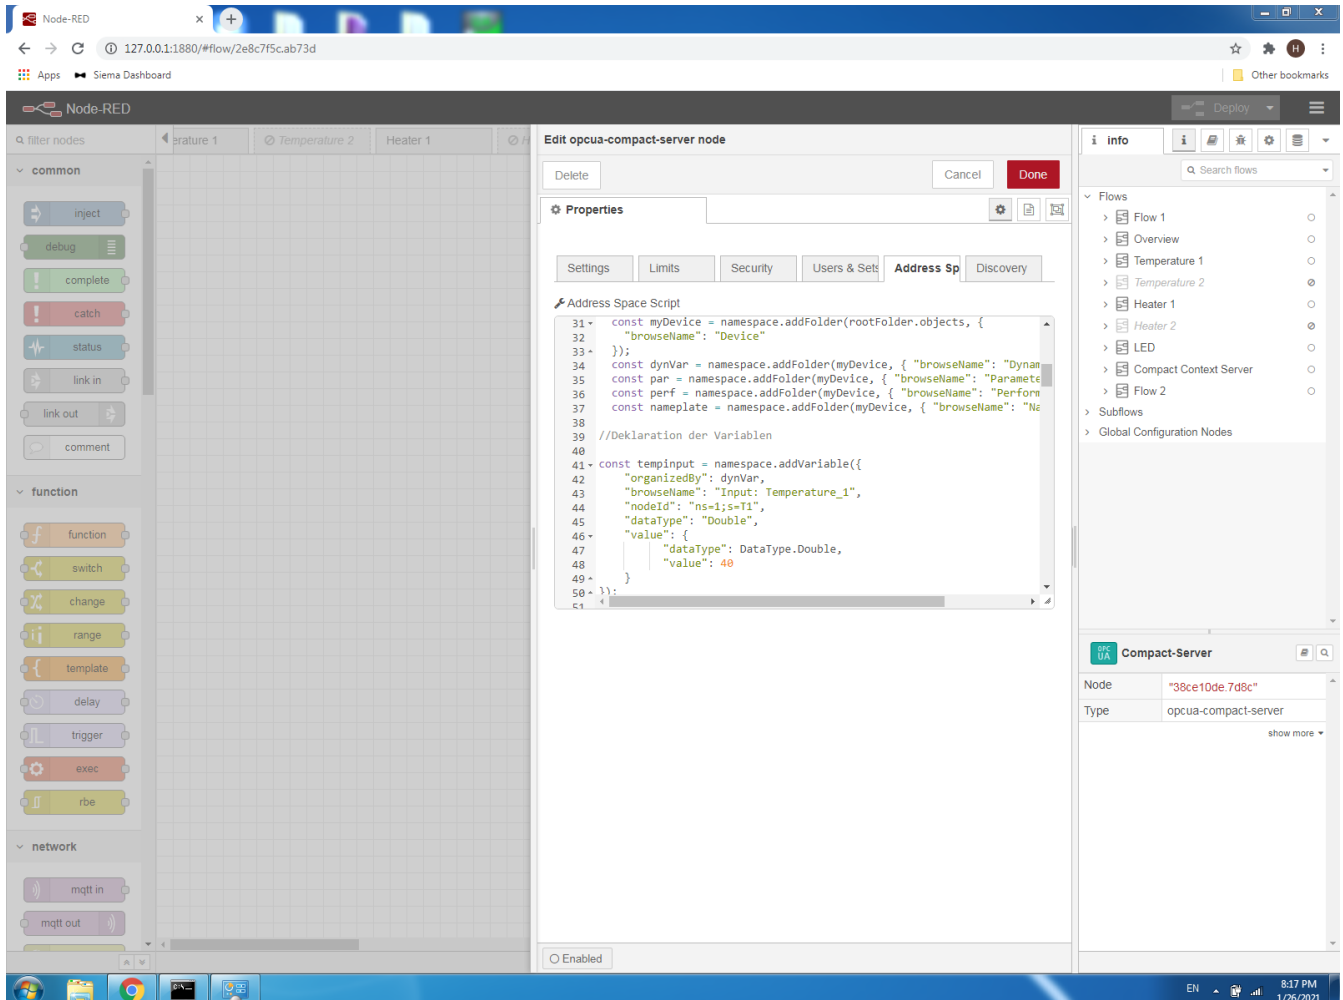 Node-RED
127.0.0.1:1880/#flow/2e8c7f5c.ab73d
H
Apps
Siema Dashboard
Other bookmarks
Node-RED
Deploy
filter nodes
erature 1
Temperature 2
Heater 1
H
common
inject
debug
complete
catch
status
link in
link out
comment
function
function
switch
change
range
template
delay
trigger
exec
rbe
network
mqtt in
mqtt out
Edit opcua-compact-server node
Delete
Cancel
Done
Properties
Settings
Limits
Security
Users & Sets
Address Sp
Discovery
Address Space Script
31 const myDevice = namespace.addFolder(rootFolder.objects, {
32 "browseName": "Device"
33 });
34 const dynVar = namespace.addFolder(myDevice, { "browseName": "Dynam
35 const par = namespace.addFolder(myDevice, { "browseName": "Paramete
36 const perf = namespace.addFolder(myDevice, { "browseName": "Perform
37 const nameplate = namespace.addFolder(myDevice, { "browseName": "Na
38
39 //Deklaration der Variablen
40
41 const tempinput = namespace.addVariable({
42 "organizedBy": dynVar,
43 "browseName": "Input: Temperature_1",
44 "nodeId": "ns=1;s=T1",
45 "dataType": "Double",
46 "value": {
47 "dataType": DataType.Double,
48 "value": 40
49 }
50 });
51
Enabled
info
Search flows
Flows
Flow 1
Overview
Temperature 1
Temperature 2
Heater 1
Heater 2
LED
Compact Context Server
Flow 2
Subflows
Global Configuration Nodes
OPC UA Compact-Server
Node "38ce10de.7d8c"
Type opcua-compact-server
show more
EN
8:17 PM
1/26/2021